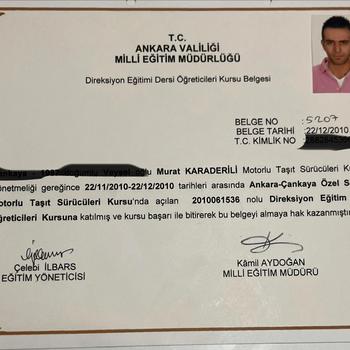 T.C.
ANKARA VALİLİĞİ
MİLLİ EĞİTİM MÜDÜRLÜĞÜ
Direksiyon Eğitimi Dersi Öğreticileri Kursu Belgesi
BELGE NO : 5207
BELGE TARİHİ : 22/12/2010
T.C. KİMLİK NO :
Murat KARADERİLİ Motorlu Taşıt Sürücüleri K
önetmeliği gereğince 22/11/2010-22/12/2010 tarihleri arasında Ankara-Çankaya Özel S
otorlu Taşıt Sürücüleri Kursu'nda açılan 2010061536 nolu Direksiyon Eğitim
ğreticileri Kursuna katılmış ve kursu başarı ile bitirerek bu belgeyi almaya hak kazanmıştır
Çelebi İLBARS
EĞİTİM YÖNETİCİSİ
Kâmil AYDOĞAN
MİLLİ EĞİTİM MÜDÜRÜ